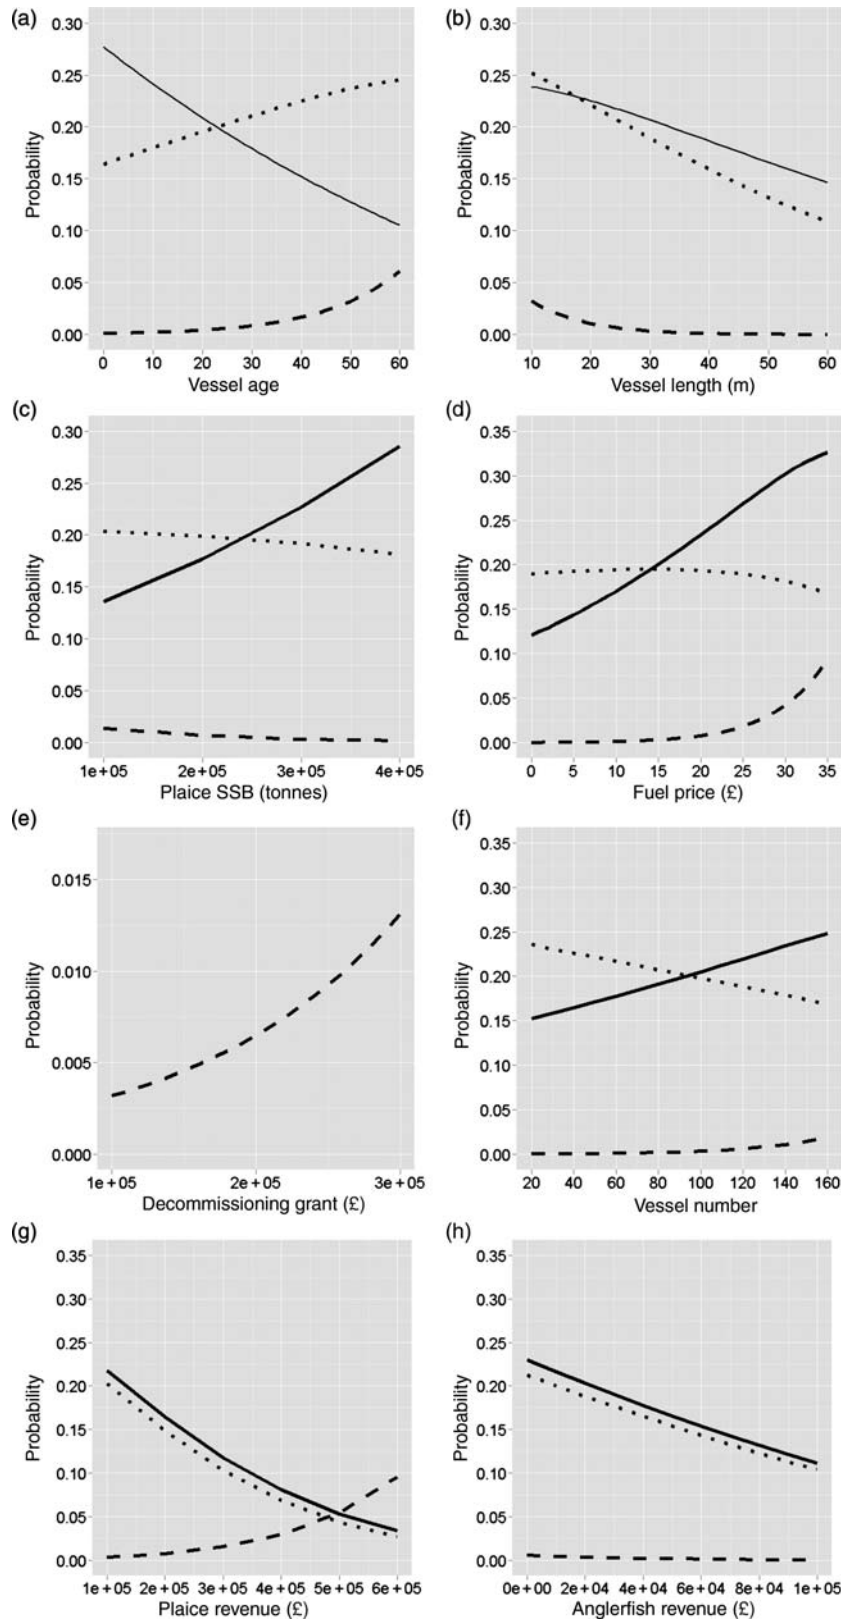 (a)
0.30
0.25
0.20
0.15
0.10
0.05
0.00
Probability
0 10 20 30 40 50 60
Vessel age
(b)
0.30
0.25
0.20
0.15
0.10
0.05
0.00
Probability
10 20 30 40 50 60
Vessel length (m)
(c)
0.30
0.25
0.20
0.15
0.10
0.05
0.00
Probability
1e+05 2e+05 3e+05 4e+05
Plaice SSB (tonnes)
(d)
0.35
0.30
0.25
0.20
0.15
0.10
0.05
0.00
Probability
0 5 10 15 20 25 30 35
Fuel price (£)
(e)
0.015
0.010
0.005
0.000
Probability
1e+05 2e+05 3e+05
Decommissioning grant (£)
(f)
0.35
0.30
0.25
0.20
0.15
0.10
0.05
0.00
Probability
20 40 60 80 100 120 140 160
Vessel number
(g)
0.35
0.30
0.25
0.20
0.15
0.10
0.05
0.00
Probability
1e+05 2e+05 3e+05 4e+05 5e+05 6e+05
Plaice revenue (£)
(h)
0.35
0.30
0.25
0.20
0.15
0.10
0.05
0.00
Probability
0e+00 2e+04 4e+04 6e+04 8e+04 1e+05
Anglerfish revenue (£)